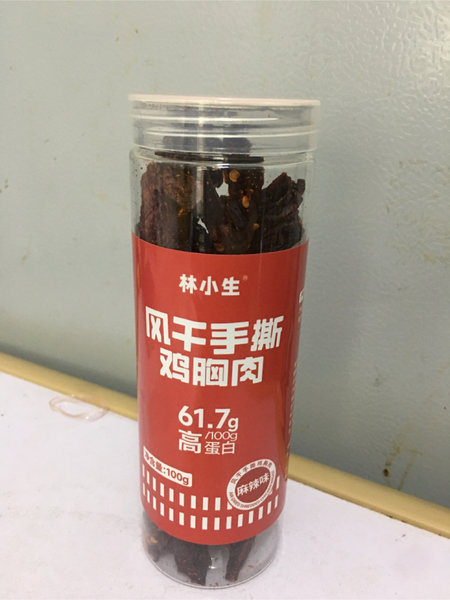 林小生®
风干手撕
鸡胸肉
61.7g
/100g
高蛋白
净含量:100g
麻辣味